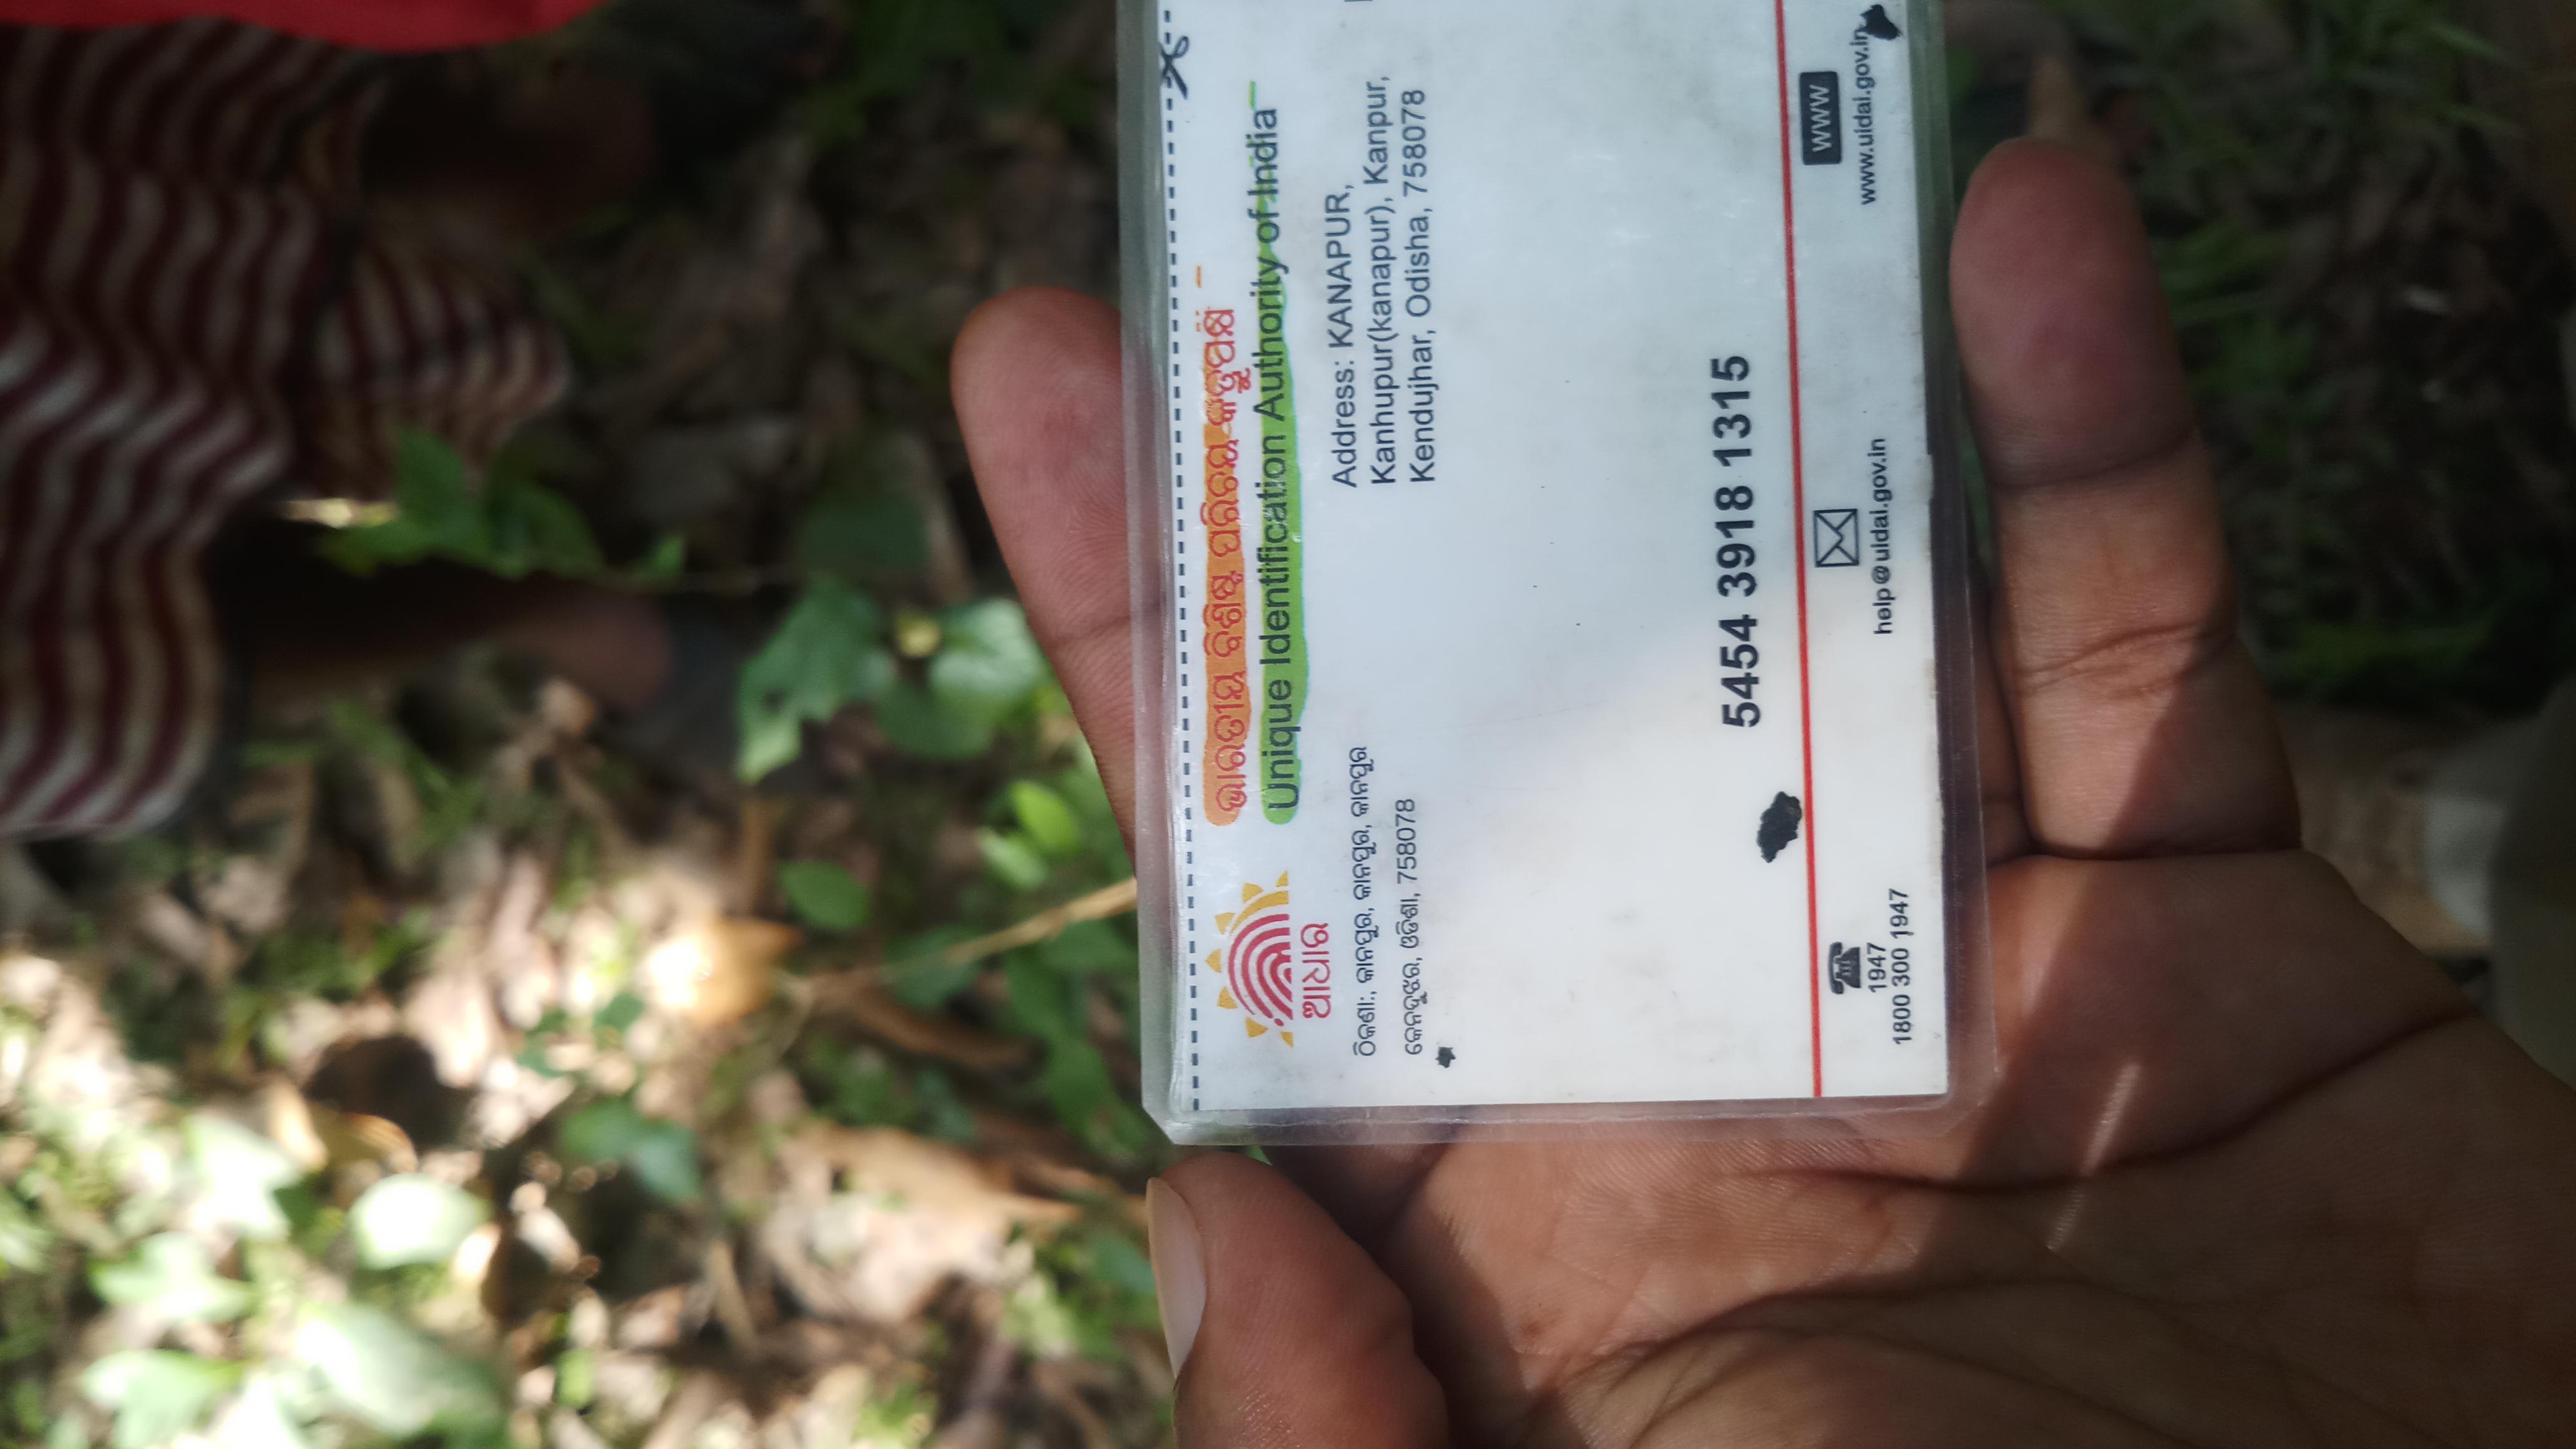 ଭାରତୀୟ ବିଶିଷ୍ଟ ପରିଚୟ କର୍ତ୍ତୃପକ୍ଷ
Unique Identification Authority of India
ଆଧାର
ଠିକଣା:, କାନପୁର, କାନପୁର, କାନପୁର
କେନ୍ଦୁଝର, ଓଡିଶା, 758078
Address: KANAPUR,
Kanhupur(kanapur), Kanpur,
Kendujhar, Odisha, 758078
5454 3918 1315
1947
1800 300 1947
help@uidai.gov.in
WWW
www.uidai.gov.in